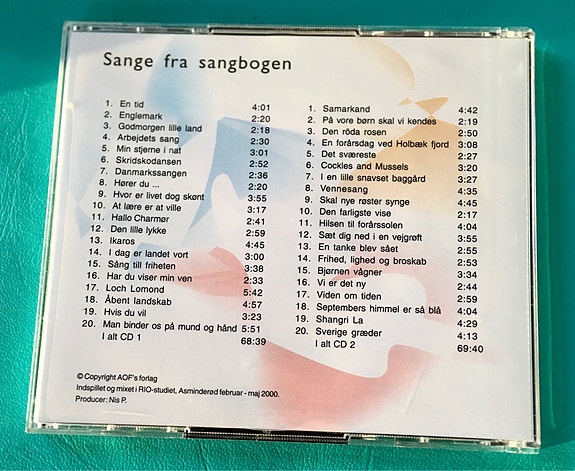 Sange fra sangbogen
1. En tid 4:01
2. Englemark 2:20
3. Godmorgen lille land 2:18
4. Arbejdets sang 2:30
5. Min stjerne i nat 3:01
6. Skridskodansen 2:52
7. Danmarkssangen 2:36
8. Hører du ... 2:20
9. Hvor er livet dog skønt 3:55
10. At lære er at ville 3:17
11. Hallo Charmør 2:41
12. Den lille lykke 2:59
13. Ikaros 4:45
14. I dag er landet vort 3:00
15. Sång till friheten 3:38
16. Har du viser min ven 2:33
17. Loch Lomond 5:42
18. Åbent landskab 4:57
19. Hvis du vil 3:23
20. Man binder os på mund og hånd 5:51
I alt CD 1 68:39
1. Samarkand 4:42
2. På vore børn skal vi kendes 2:19
3. Den röda rosen 2:50
4. En forårsdag ved Holbæk fjord 3:08
5. Det sværeste 2:27
6. Cockles and Mussels 3:20
7. I en lille snavset baggård 3:27
8. Vennesang 4:35
9. Skal nye røster synge 4:45
10. Den farligste vise 2:17
11. Hilsen til forårssolen 4:04
12. Sæt dig ned i en vejgrøft 3:55
13. En tanke blev sået 2:55
14. Frihed, lighed og broskab 2:53
15. Bjørnen vågner 3:34
16. Vi er det ny 2:44
17. Viden om tiden 2:59
18. Septembers himmel er så blå 4:04
19. Shangri La 4:29
20. Sverige græder 4:13
I alt CD 2 69:40
© Copyright AOF's forlag
Indspillet og mixet i RIO-studiet, Asminderød februar - maj 2000.
Producer: Nis P.